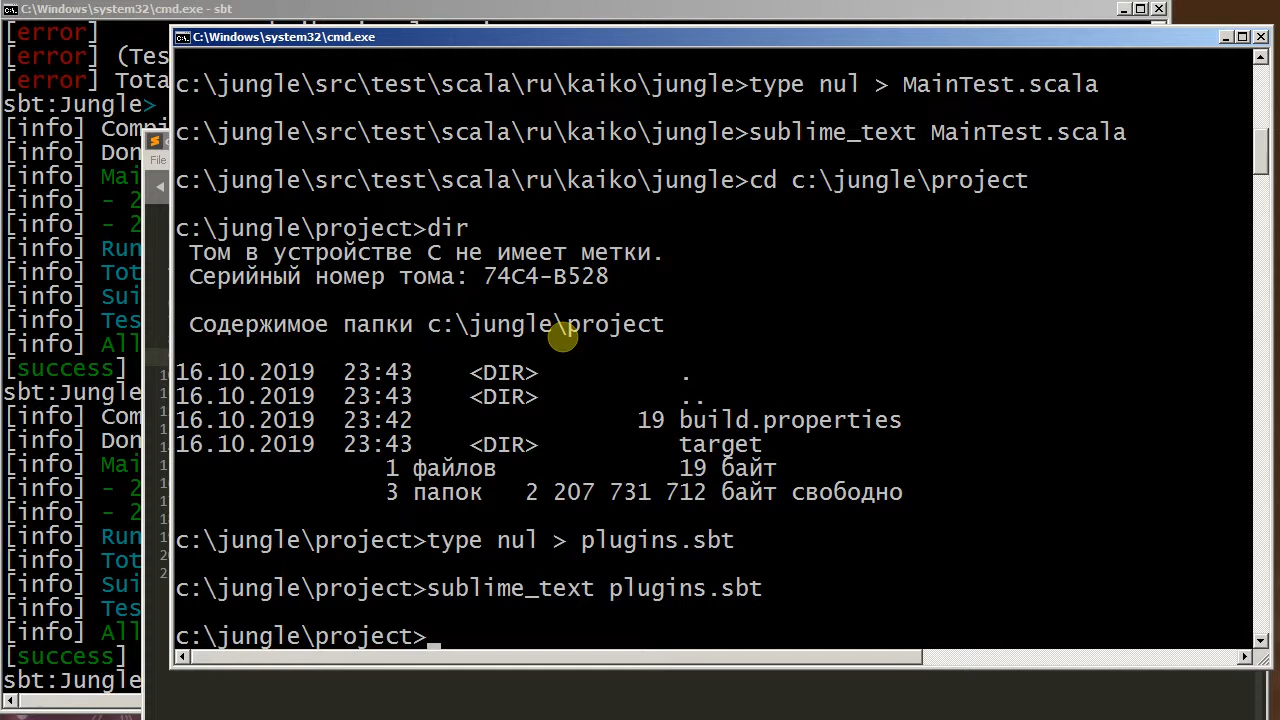 C:\Windows\system32\cmd.exe - sbt
[error]
[error] (Tes
[error] Tota
sbt:Jungle>
[info] Compi
[info] Don
[info] Mai
[info] - 2
[info] - 2
[info] Run
[info] Tot
[info] Sui
[info] Tes
[info] All
[success]
sbt:Jungle
[info] Com
[info] Don
[info] Mai
[info] - 2
[info] - 2
[info] Run
[info] Tot
[info] Sui
[info] Tes
[info] All
[success]
sbt:Jungle
File
C:\Windows\system32\cmd.exe
c:\jungle\src\test\scala\ru\kaiko\jungle>type nul > MainTest.scala
c:\jungle\src\test\scala\ru\kaiko\jungle>sublime_text MainTest.scala
c:\jungle\src\test\scala\ru\kaiko\jungle>cd c:\jungle\project
c:\jungle\project>dir
Том в устройстве C не имеет метки.
Серийный номер тома: 74C4-B528
Содержимое папки c:\jungle\project
16.10.2019 23:43 <DIR> .
16.10.2019 23:43 <DIR> ..
16.10.2019 23:42 19 build.properties
16.10.2019 23:43 <DIR> target
1 файлов 19 байт
3 папок 2 207 731 712 байт свободно
c:\jungle\project>type nul > plugins.sbt
c:\jungle\project>sublime_text plugins.sbt
c:\jungle\project>